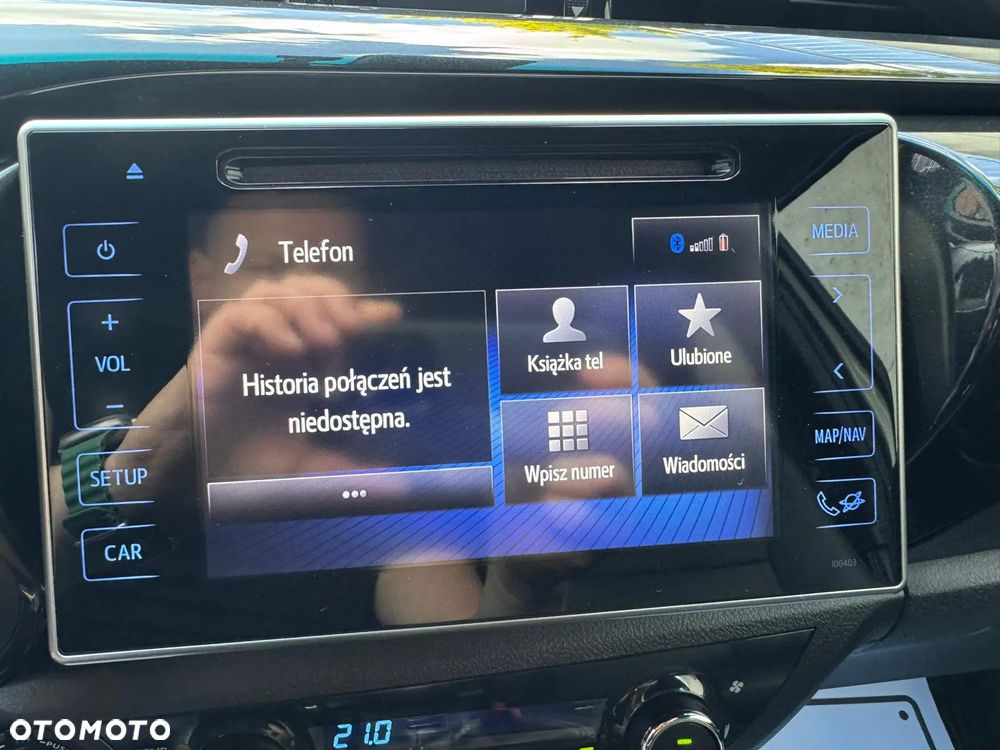 Telefon
MEDIA
VOL
Książka tel
Ulubione
Historia połączeń jest
niedostępna.
MAP/NAV
SETUP
Wpisz numer
Wiadomości
•••
CAR
100403
OTOMOTO
21.0